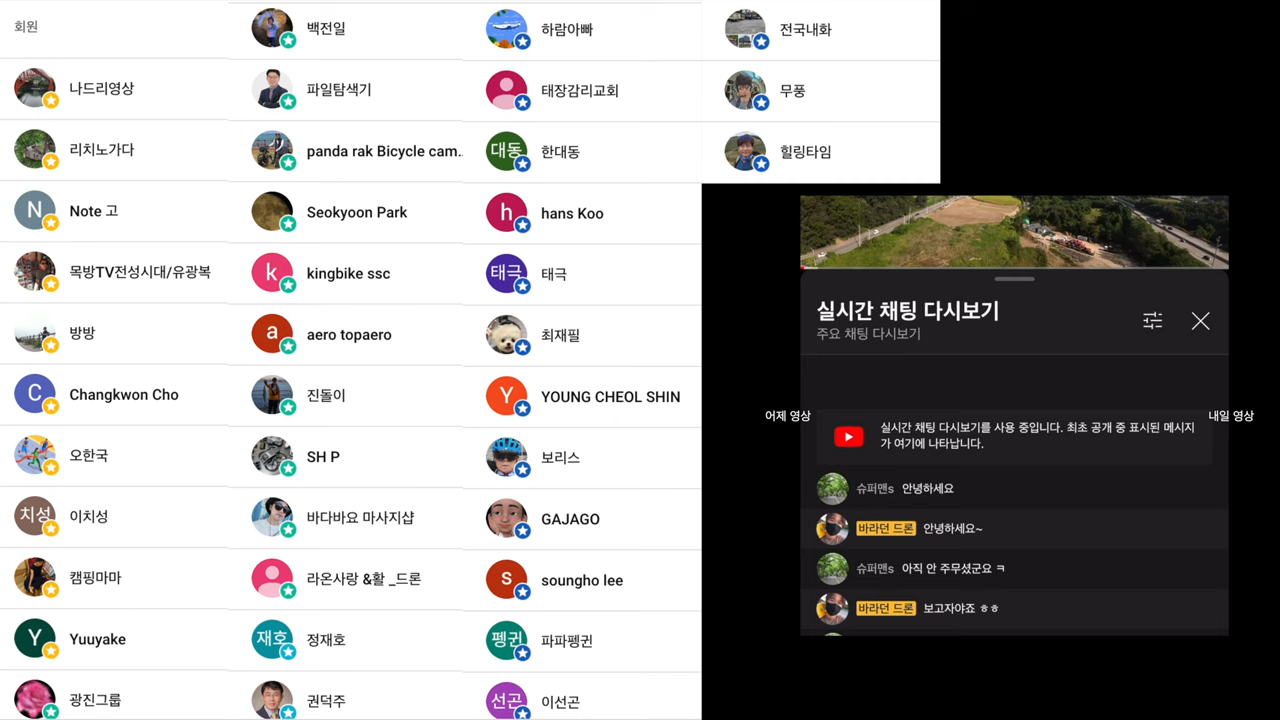 회원
나드리영상
리치노가다
N
Note 고
목방TV전성시대/유광복
방방
C
Changkwon Cho
오한국
치성
이치성
캠핑마마
Y
Yuuyake
광진그룹
백전일
파일탐색기
panda rak Bicycle cam..
Seokyoon Park
k
kingbike ssc
a
aero topaero
진돌이
SH P
바다바요 마사지샵
라온사랑 &활 _드론
재호
정재호
권덕주
하람아빠
태장감리교회
대동
한대동
h
hans Koo
태극
태극
최재필
Y
YOUNG CHEOL SHIN
보리스
GAJAGO
s
soungho lee
펭귄
파파펭귄
선곤
이선곤
전국내화
무풍
힐링타임
실시간 채팅 다시보기
주요 채팅 다시보기
어제 영상
내일 영상
실시간 채팅 다시보기를 사용 중입니다. 최초 공개 중 표시된 메시지
가 여기에 나타납니다.
슈퍼맨s 안녕하세요
바라던 드론 안녕하세요~
슈퍼맨s 아직 안 주무셨군요 ㅋ
바라던 드론 보고자야죠 ㅎㅎ